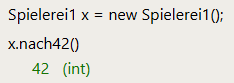 Spielerei1 x = new Spielerei1();
x.nach42()
42 (int)